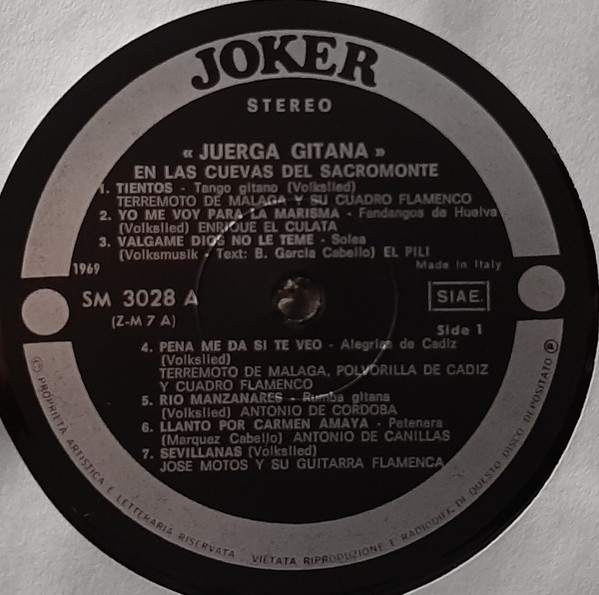 JOKER
STEREO
« JUERGA GITANA »
EN LAS CUEVAS DEL SACROMONTE
1. TIENTOS - Tango gitano (Volkslied)
TERREMOTO DE MALAGA Y SU CUADRO FLAMENCO
2. YO ME VOY PARA LA MARISMA - Fandangos de Huelva
(Volkslied) ENRIQUE EL CULATA
3. VALGAME DIOS NO LE TEME - Solea
(Volksmusik - Text: B. Garcia Cabello) EL PILI
1969
Made in Italy
SM 3028 A
(Z-M 7 A)
SIAE.
Side 1
4. PENA ME DA SI TE VEO - Alegrias de Cadiz
(Volkslied)
TERREMOTO DE MALAGA, POLVORILLA DE CADIZ
Y CUADRO FLAMENCO
5. RIO MANZANARES - Rumba gitana
(Volkslied) ANTONIO DE CORDOBA
6. LLANTO POR CARMEN AMAYA - Petenera
(Marquez Cabello) ANTONIO DE CANILLAS
7. SEVILLANAS (Volkslied)
JOSE MOTOS Y SU GUITARRA FLAMENCA
© PROPRIETA ARTISTICA E LETTERARIA RISERVATA - VIETATA RIPRODUZIONE E RADIODIFF. DI QUESTO DISCO DEPOSITATO ℗